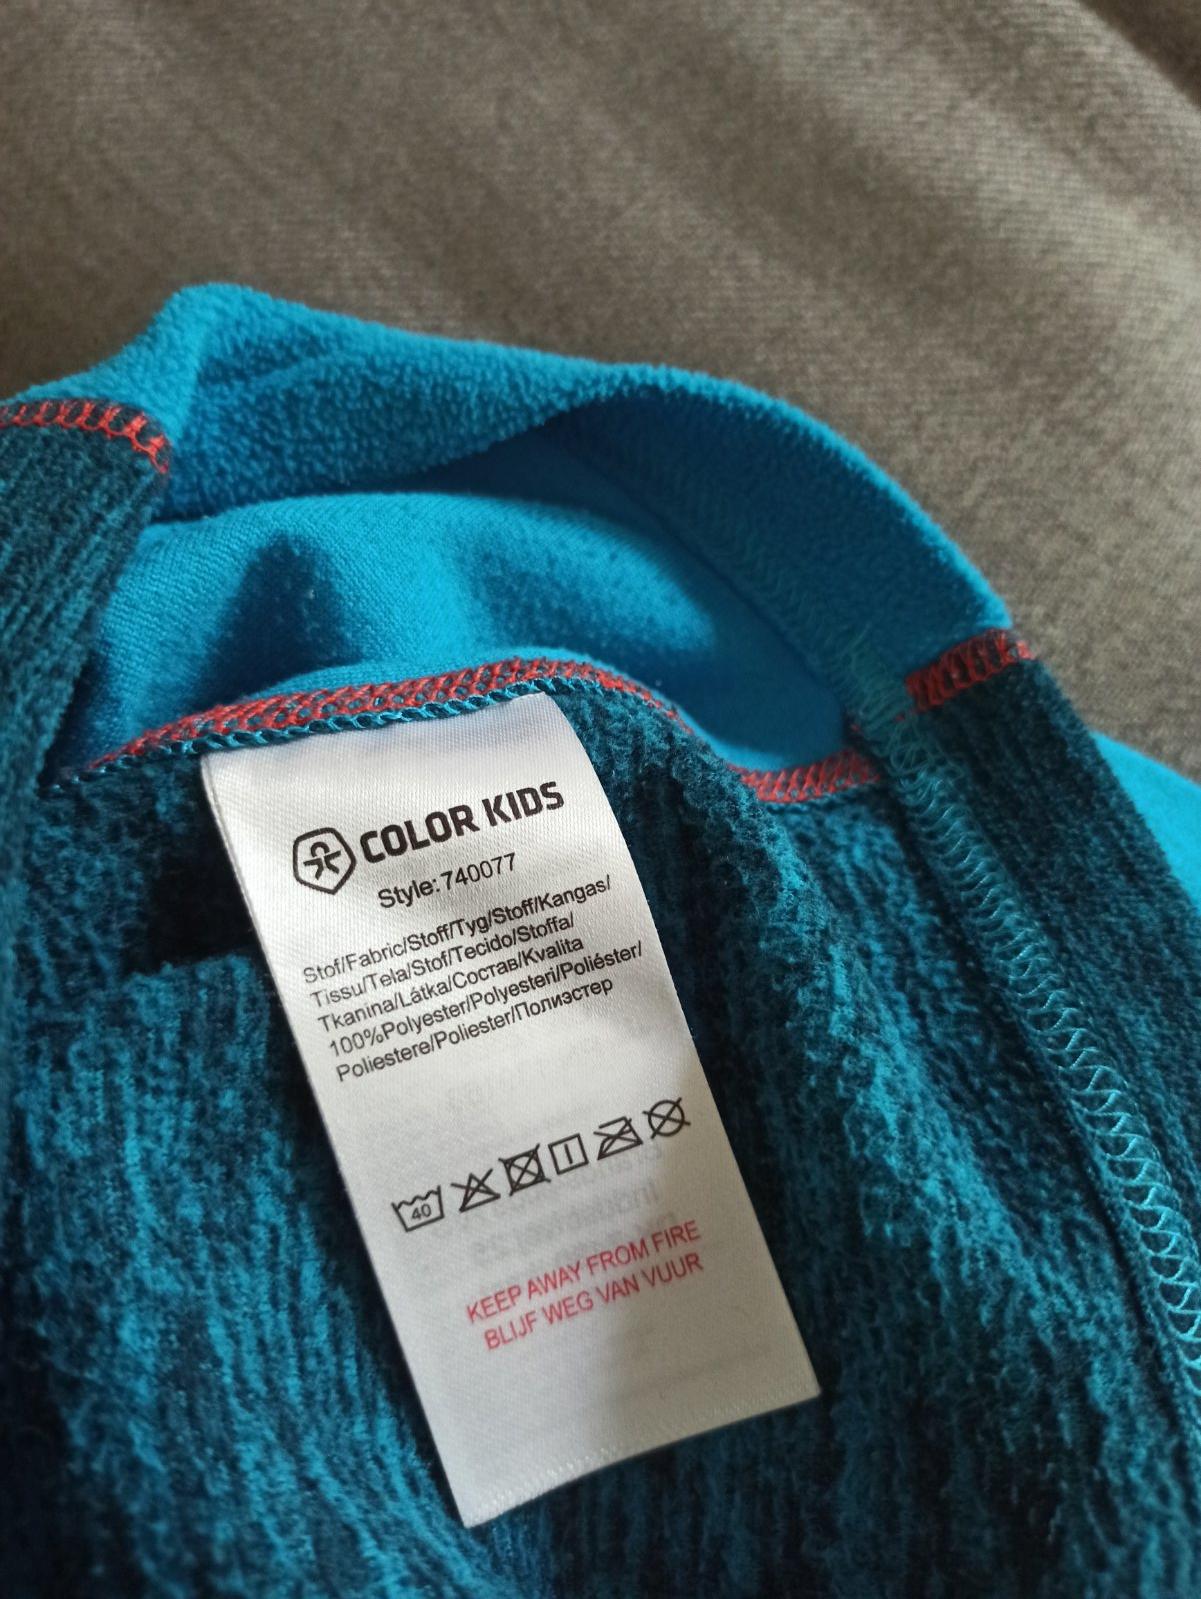 COLOR KIDS
Style: 740077
Stof/Fabric/Stoff/Tyg/Stoff/Kangas/
Tissu/Tela/Stof/Tecido/Stoffa/
Tkanina/Látka/Состав/Kvalita
100%Polyester/Polyesteri/Poliéster/
Poliestere/Poliester/Полиэстер
40
KEEP AWAY FROM FIRE
BLIJF WEG VAN VUUR